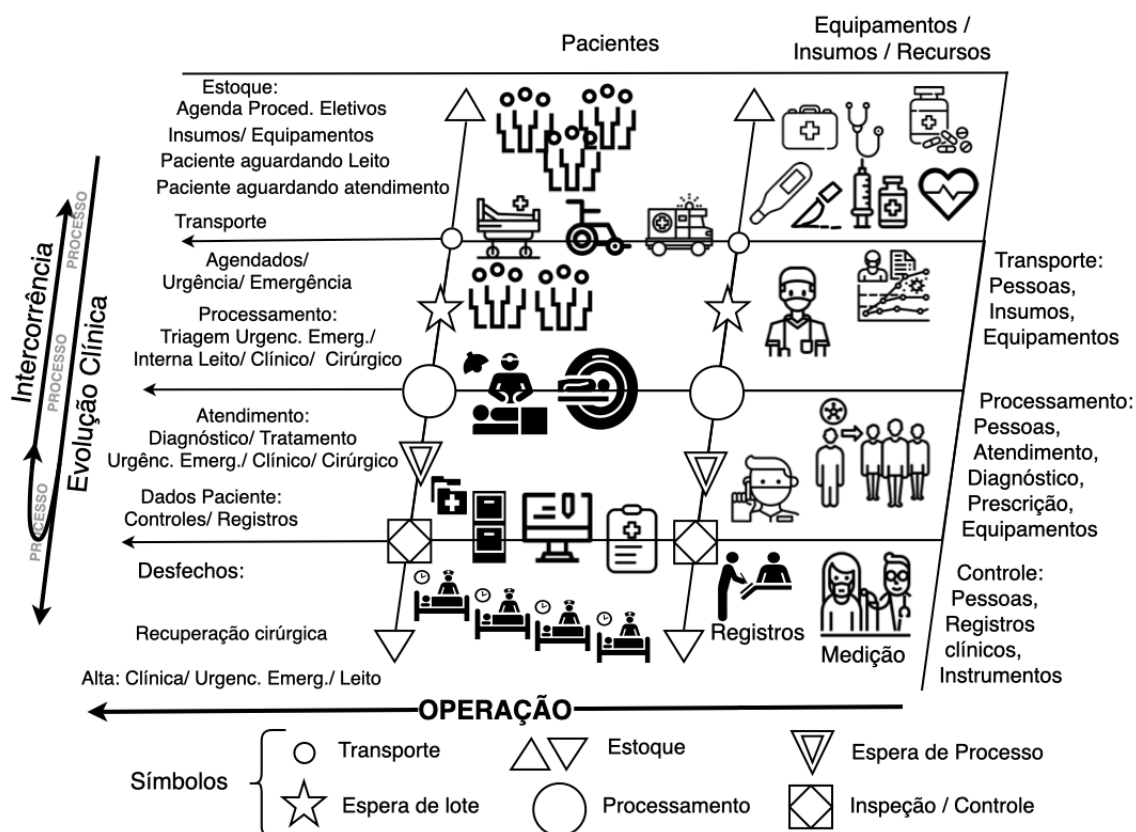 Pacientes
Equipamentos /
Insumos / Recursos
Estoque:
Agenda Proced. Eletivos
Insumos/ Equipamentos
Paciente aguardando Leito
Paciente aguardando atendimento
Transporte
Agendados/
Urgência/ Emergência
Processamento:
Triagem Urgenc. Emerg./
Interna Leito/ Clínico/ Cirúrgico
Atendimento:
Diagnóstico/ Tratamento
Urgênc. Emerg./ Clínico/ Cirúrgico
Dados Paciente:
Controles/ Registros
Desfechos:
Recuperação cirúrgica
Alta: Clínica/ Urgenc. Emerg./ Leito
Intercorrência
PROCESSO
PROCESSO
PROCESSO
Evolução Clínica
Transporte:
Pessoas,
Insumos,
Equipamentos
Processamento:
Pessoas,
Atendimento,
Diagnóstico,
Prescrição,
Equipamentos
Controle:
Pessoas,
Registros
clínicos,
Instrumentos
Registros
Medição
OPERAÇÃO
Símbolos
Transporte
Estoque
Espera de Processo
Espera de lote
Processamento
Inspeção / Controle